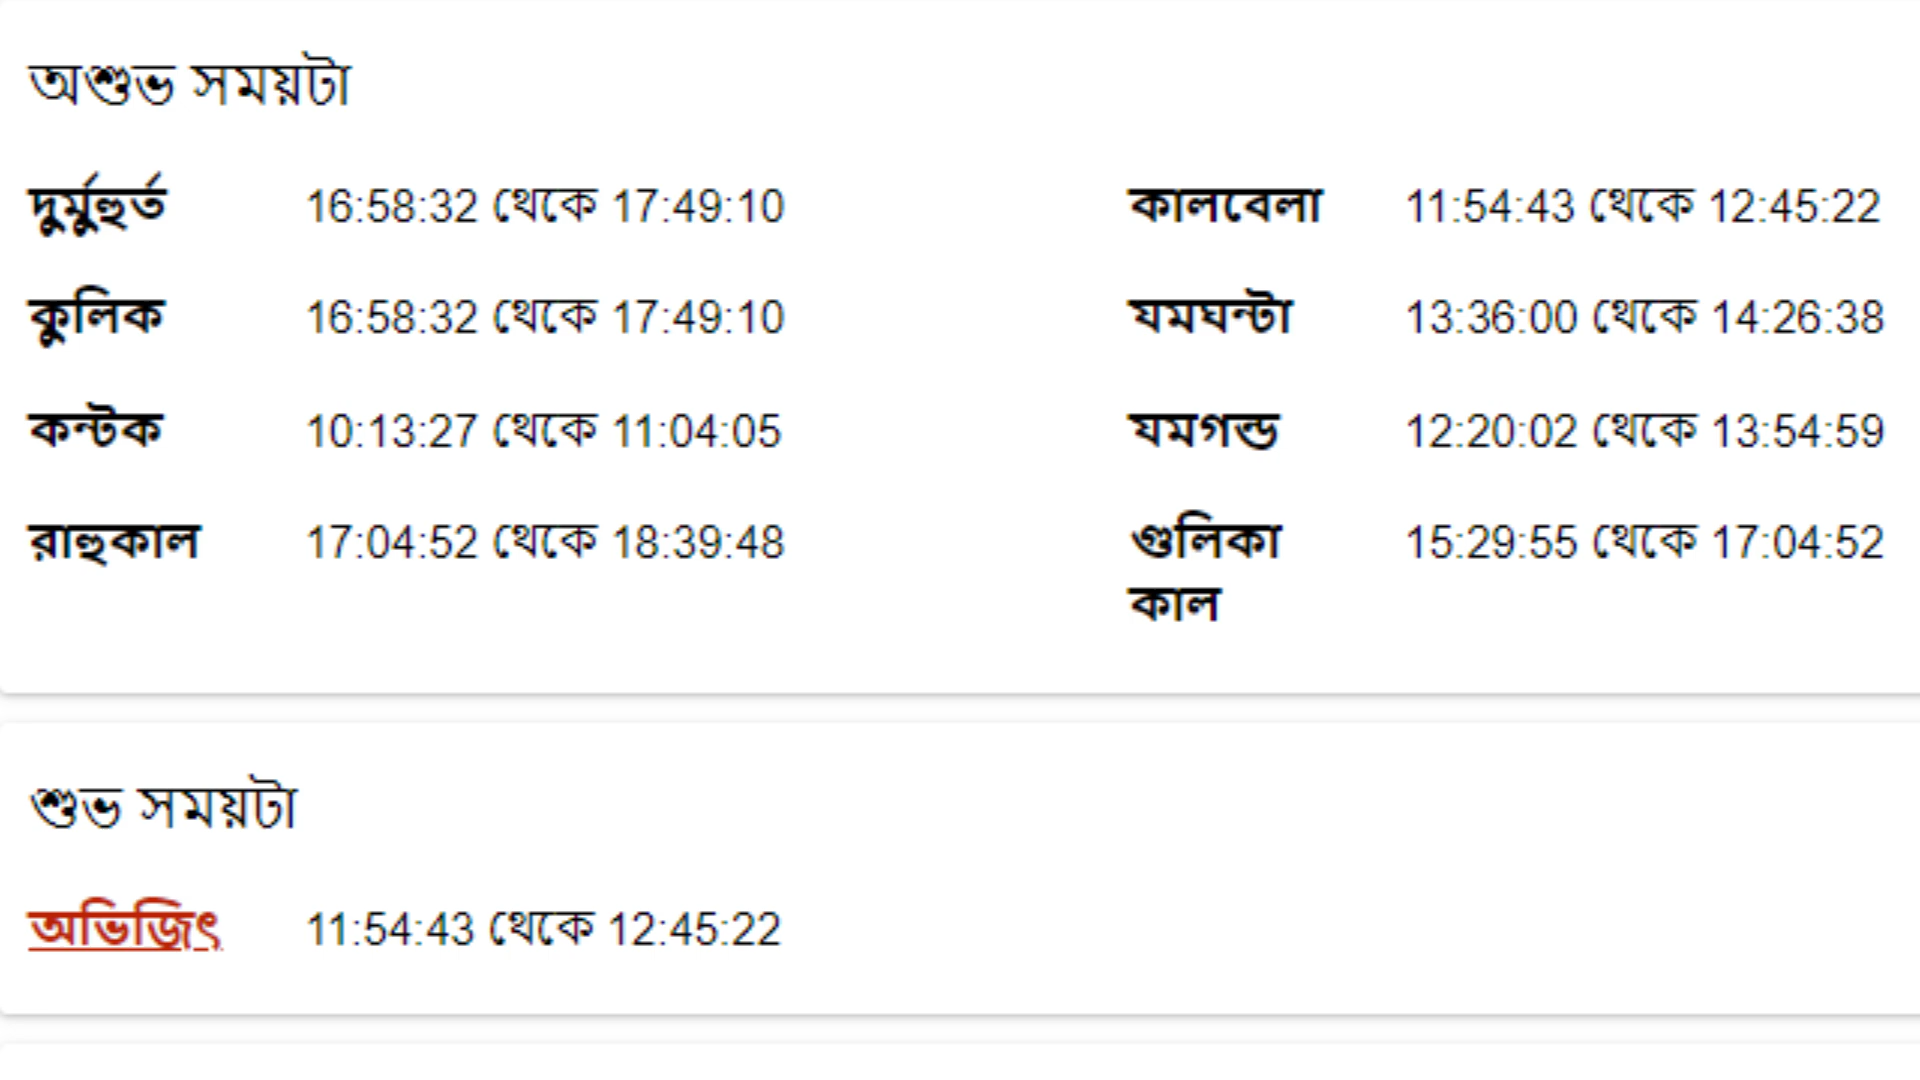 অশুভ সময়টা
দুর্মুহুর্ত 16:58:32 থেকে 17:49:10 কালবেলা 11:54:43 থেকে 12:45:22
কুলিক 16:58:32 থেকে 17:49:10 যমঘন্টা 13:36:00 থেকে 14:26:38
কন্টক 10:13:27 থেকে 11:04:05 যমগন্ড 12:20:02 থেকে 13:54:59
রাহুকাল 17:04:52 থেকে 18:39:48 গুলিকা 15:29:55 থেকে 17:04:52
কাল
শুভ সময়টা
অভিজিৎ 11:54:43 থেকে 12:45:22